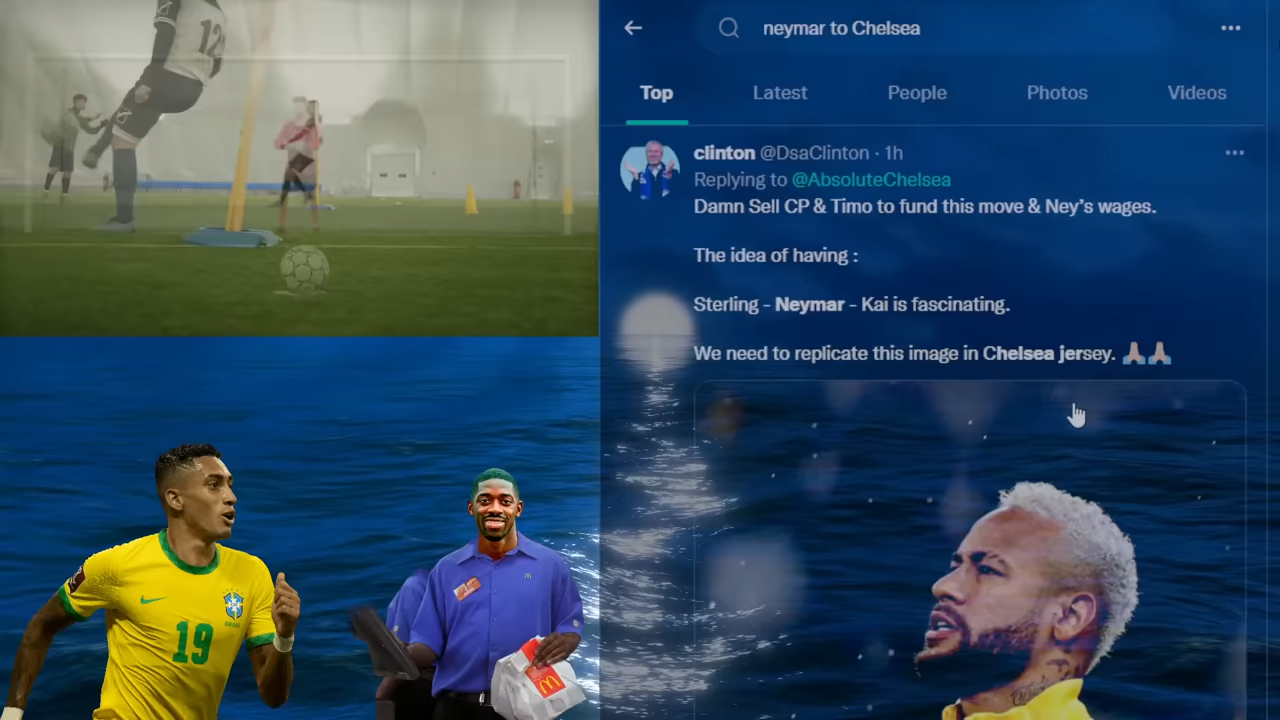 12
neymar to Chelsea
Top Latest People Photos Videos
clinton @DsaClinton · 1h
Replying to @AbsoluteChelsea
Damn Sell CP & Timo to fund this move & Ney's wages.
The idea of having :
Sterling - Neymar - Kai is fascinating.
We need to replicate this image in Chelsea jersey. 🙏🏼🙏🏼
19
BRASIL